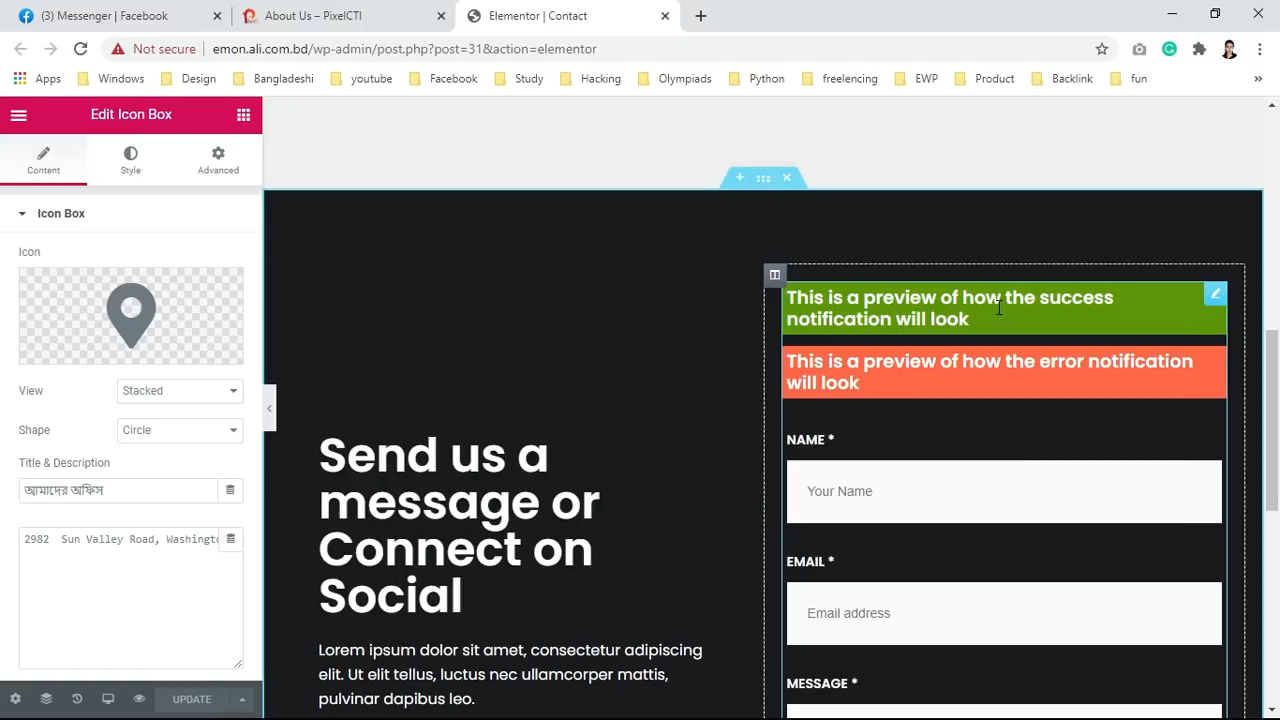 (3) Messenger | Facebook
About Us – PixelCTI
Elementor | Contact
Not secure
emon.ali.com.bd/wp-admin/post.php?post=31&action=elementor
Apps
Windows
Design
Bangladeshi
youtube
Facebook
Study
Hacking
Olympiads
Python
freelencing
EWP
Product
Backlink
fun
Edit Icon Box
Content
Style
Advanced
Icon Box
Icon
View
Stacked
Shape
Circle
Title & Description
আমাদের অফিস
2982 Sun Valley Road, Washingt
UPDATE
This is a preview of how the success
notification will look
This is a preview of how the error notification
will look
NAME *
Your Name
EMAIL *
Email address
MESSAGE *
Send us a
message or
Connect on
Social
Lorem ipsum dolor sit amet, consectetur adipiscing
elit. Ut elit tellus, luctus nec ullamcorper mattis,
pulvinar dapibus leo.